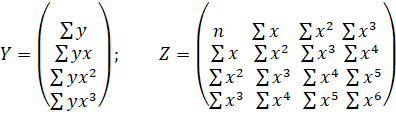 Y = (∑y ∑yx ∑yx² ∑yx³); Z = (n ∑x ∑x² ∑x³
∑x ∑x² ∑x³ ∑x⁴
∑x² ∑x³ ∑x⁴ ∑x⁵
∑x³ ∑x⁴ ∑x⁵ ∑x⁶)